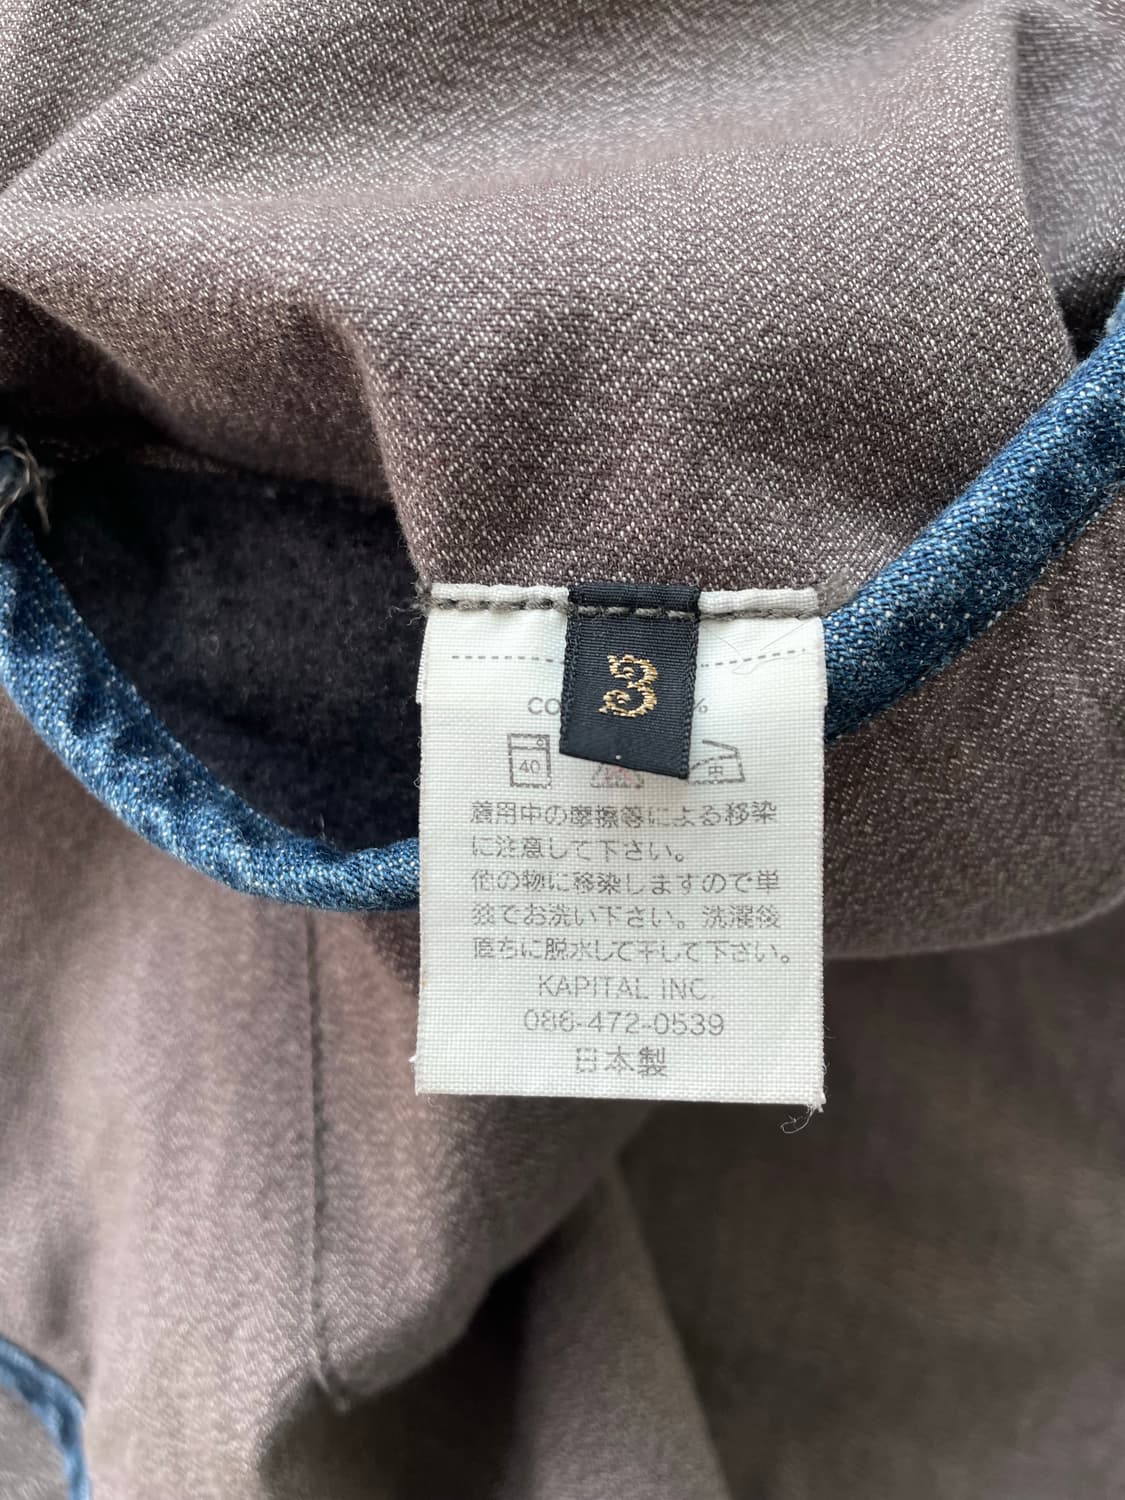 3
CO %
40 中
着用中の摩擦等による移染
に注意して下さい。
他の物に移染しますので単
独でお洗い下さい。洗濯後
直ちに脱水して干して下さい。
KAPITAL INC.
086-472-0539
日本製